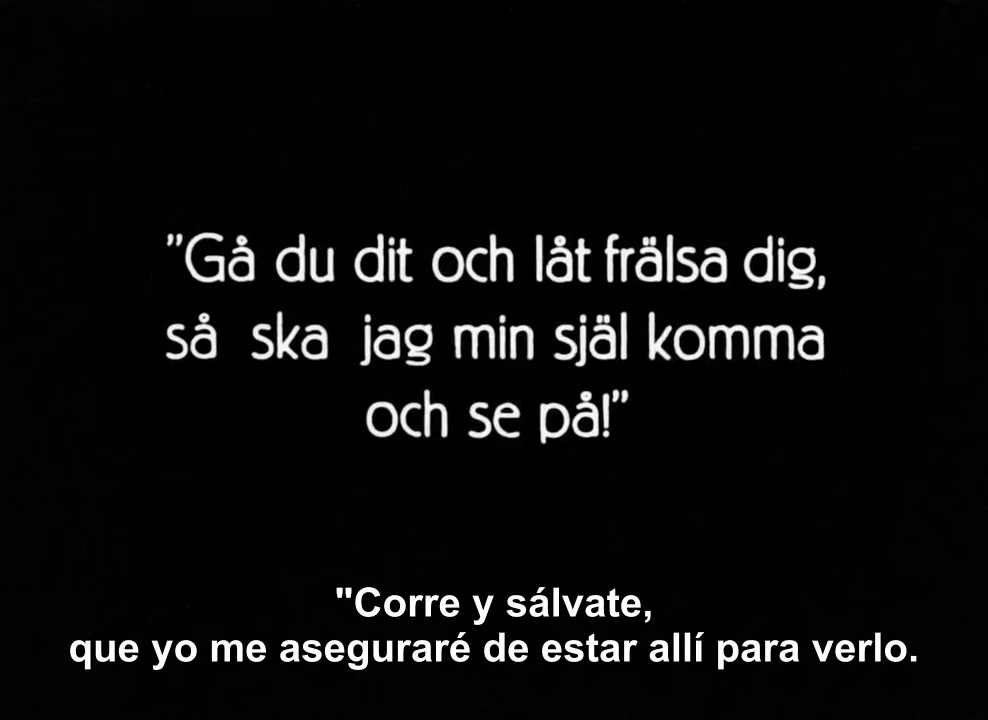 ”Gå du dit och låt frälsa dig,
så ska jag min själ komma
och se på!”
"Corre y sálvate,
que yo me aseguraré de estar allí para verlo.